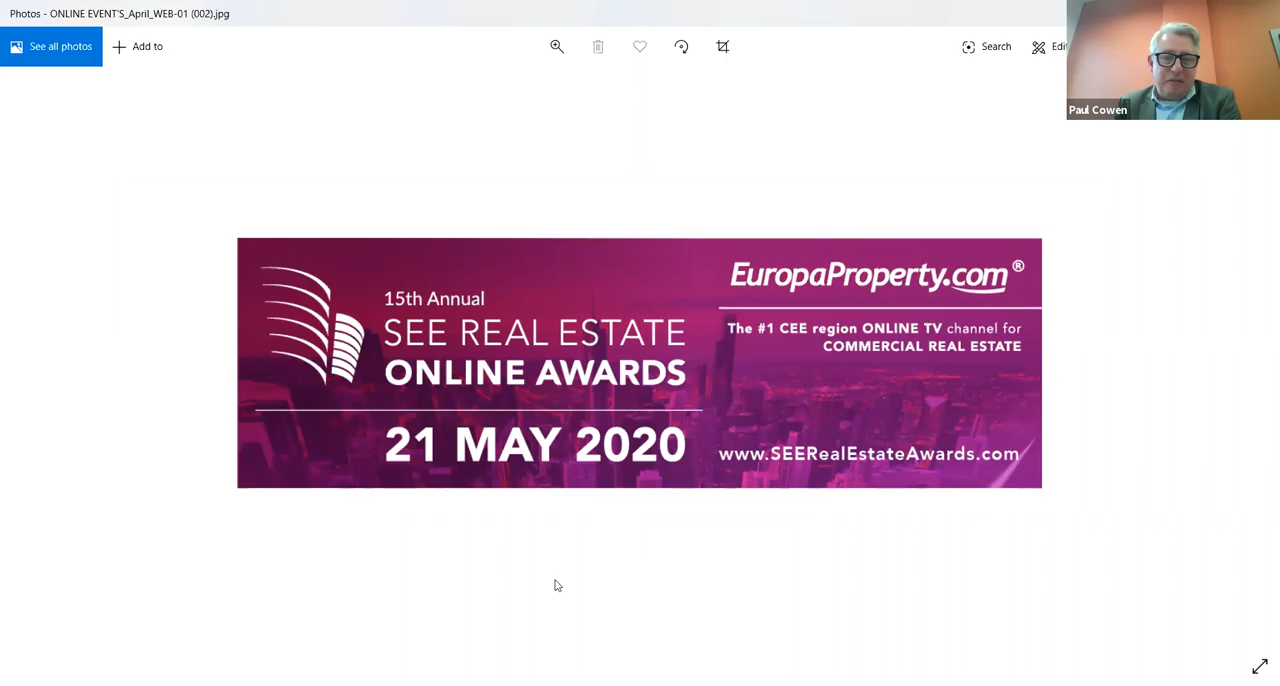 Photos - ONLINE EVENT'S_April_WEB-01 (002).jpg
See all photos
Add to
Search
Edit
Paul Cowen
15th Annual
SEE REAL ESTATE
ONLINE AWARDS
21 MAY 2020
EuropaProperty.com®
The #1 CEE region ONLINE TV channel for
COMMERCIAL REAL ESTATE
www.SEERealEstateAwards.com